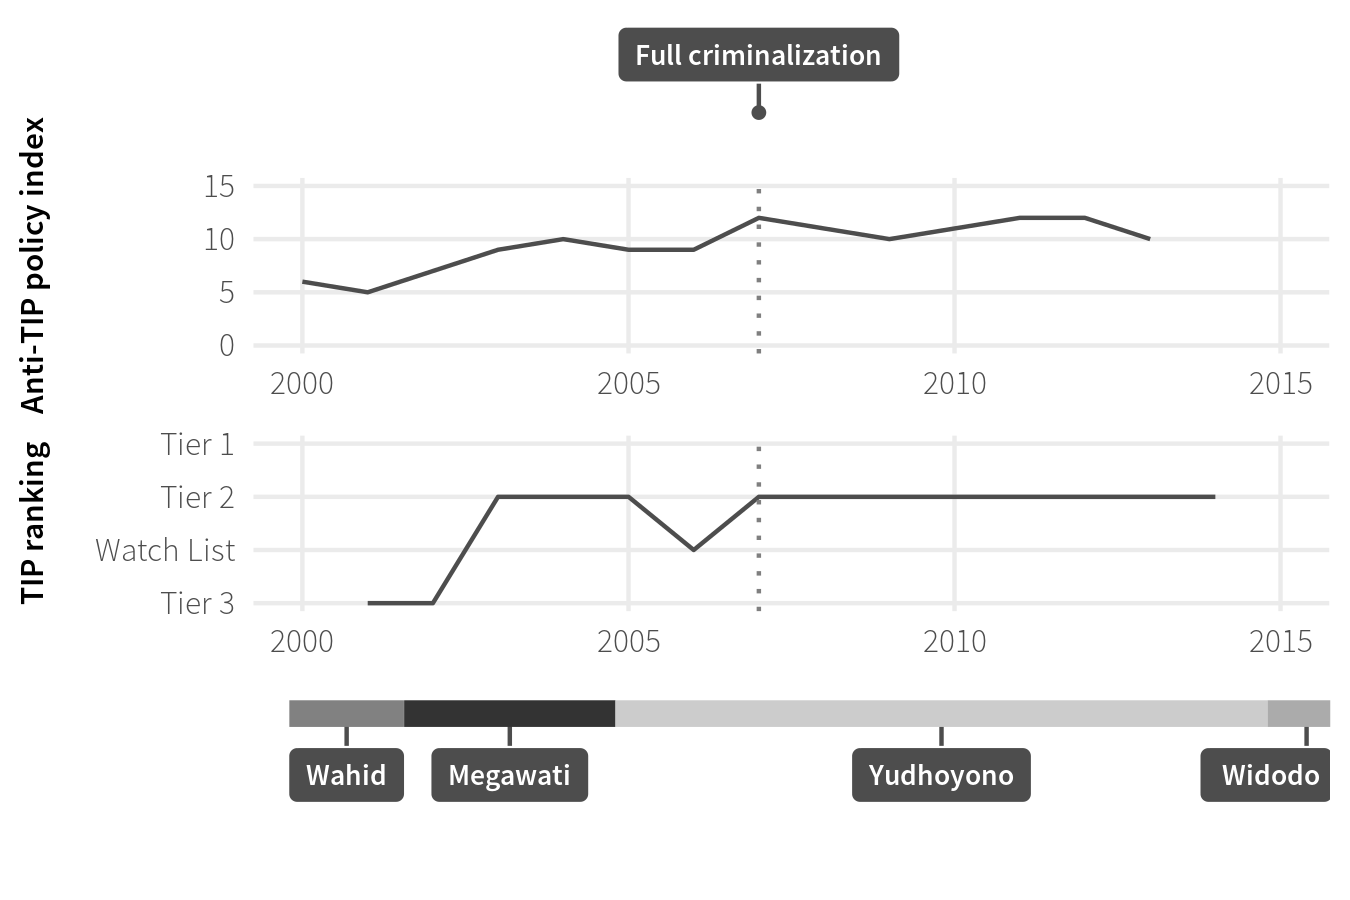 Full criminalization
Anti-TIP policy index
15
10
5
0
2000 2005 2010 2015
TIP ranking
Tier 1
Tier 2
Watch List
Tier 3
2000 2005 2010 2015
Wahid Megawati Yudhoyono Widodo